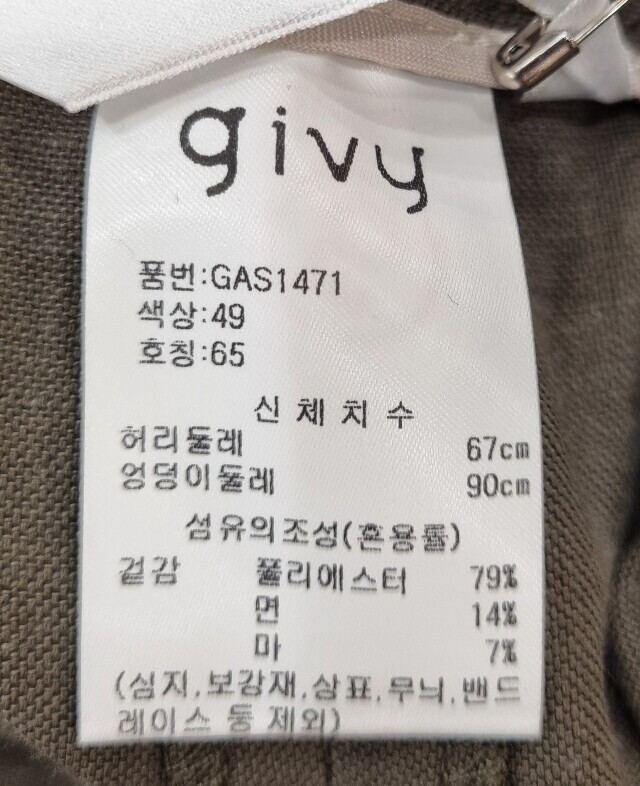 givy
품번:GAS1471
색상:49
호칭:65
신 체 치 수
허리둘레 67cm
엉덩이둘레 90cm
섬유의조성(혼용률)
겉감 폴리에스터 79%
면 14%
마 7%
(심지,보강재,상표,무늬,밴드
레이스 등 제외)